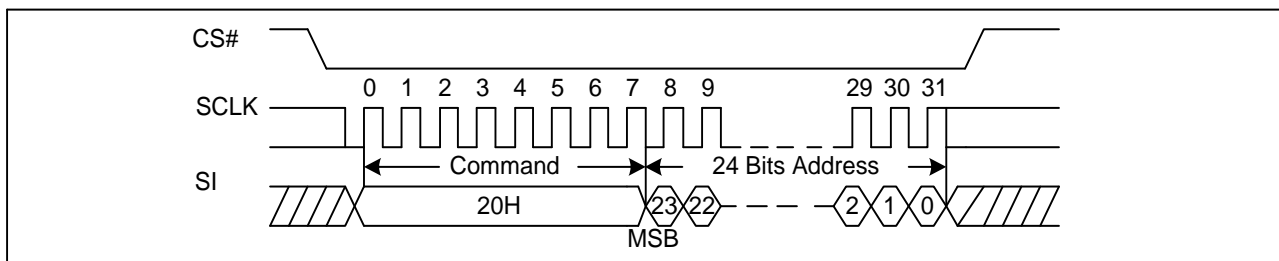 CS#
0 1 2 3 4 5 6 7 8 9 29 30 31
SCLK
Command 24 Bits Address
SI
20H 23 22 2 1 0
MSB